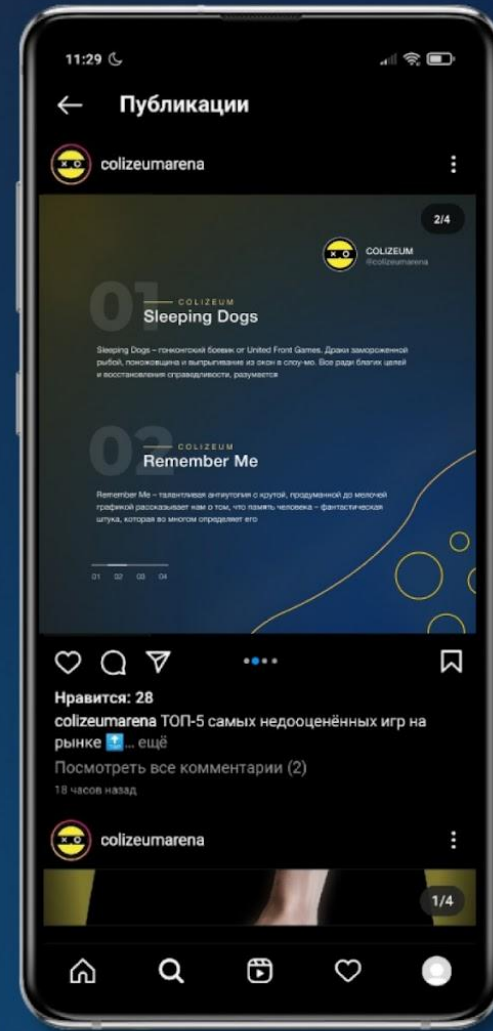 11:29
Публикации
colizeumarena
2/4
COLIZEUM
@colizeumarena
01
COLIZEUM
Sleeping Dogs
Sleeping Dogs – гонконгский боевик от United Front Games. Драки замороженной
рыбой, поножовщина и выпрыгивание из окон в слоу-мо. Все ради благих целей
и восстановления справедливости, разумеется
02
COLIZEUM
Remember Me
Remember Me – талантливая антиутопия с крутой, продуманной до мелочей
графикой рассказывает нам о том, что память человека – фантастическая
штука, которая во многом определяет его
01 02 03 04
Нравится: 28
colizeumarena ТОП-5 самых недооценённых игр на
рынке 🔝... ещё
Посмотреть все комментарии (2)
18 часов назад
colizeumarena
1/4